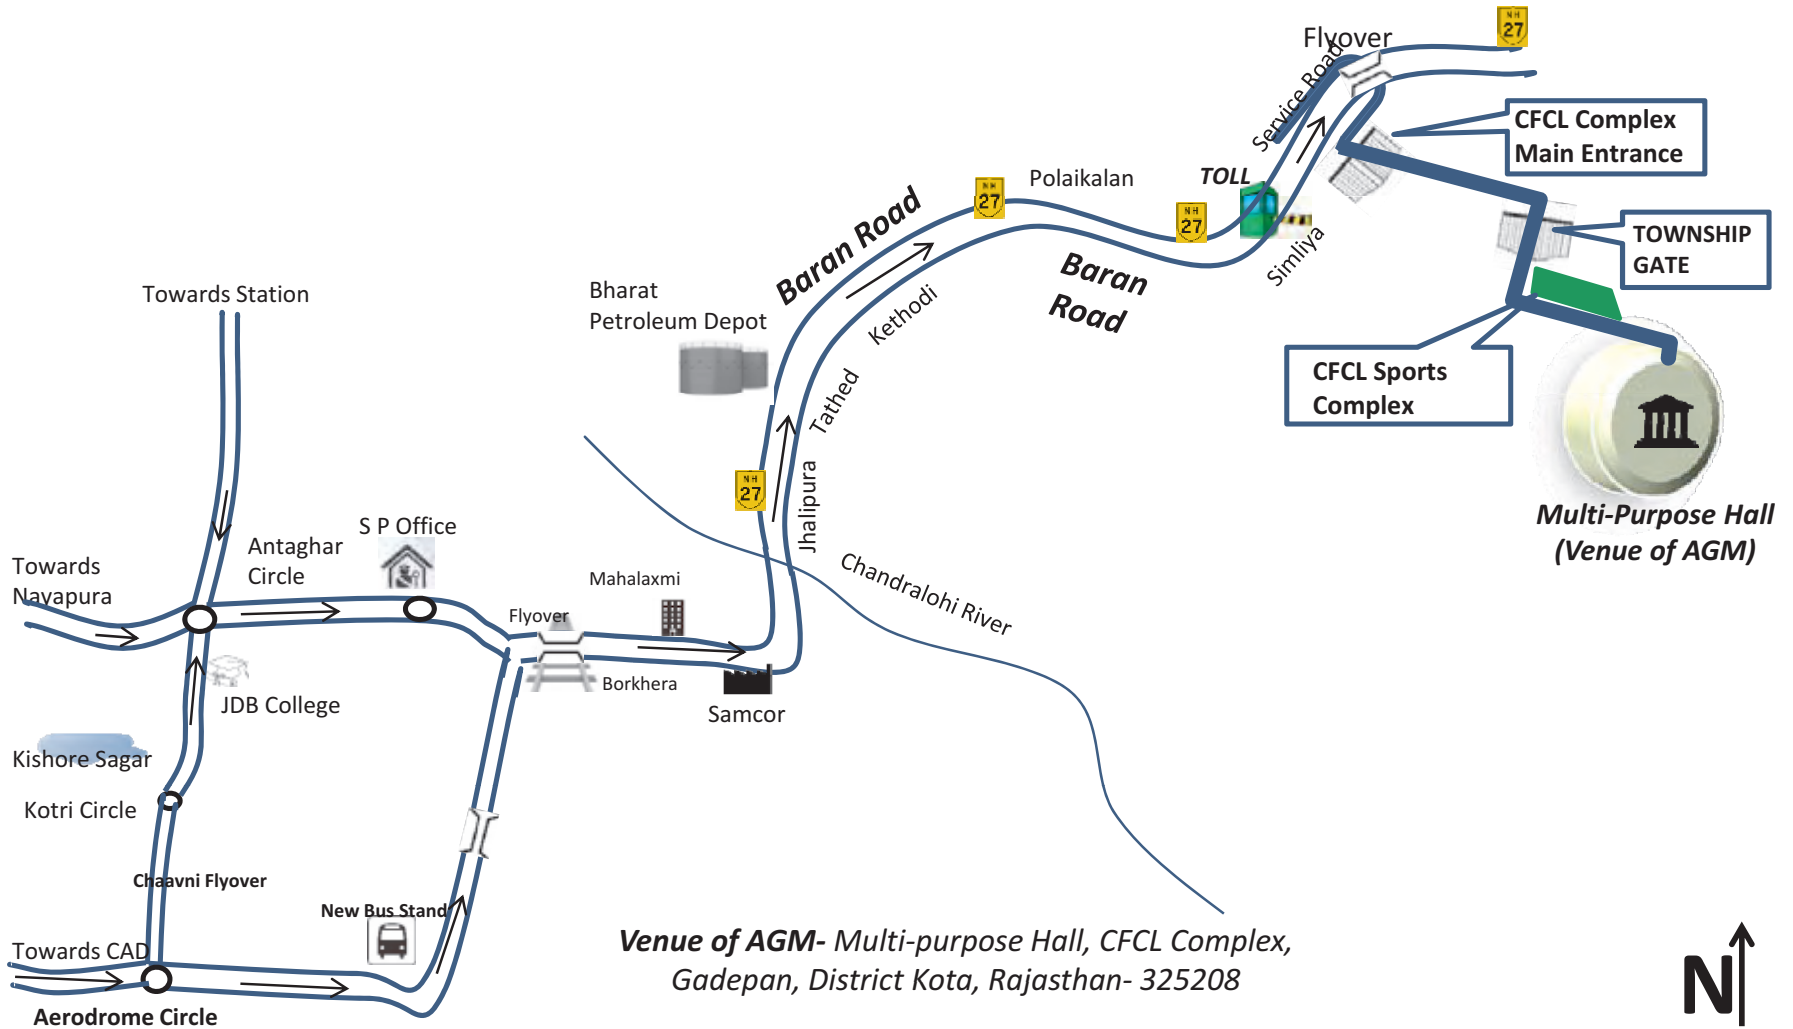 Flyover
NH
27
Service Road
CFCL Complex
Main Entrance
Polaikalan
TOLL
NH
27
NH
27
Simliya
TOWNSHIP
GATE
Baran Road
Baran
Road
Kethodi
Bharat
Petroleum Depot
Towards Station
CFCL Sports
Complex
Tathed
Jhalipura
NH
27
Multi-Purpose Hall
(Venue of AGM)
S P Office
Antaghar
Circle
Towards
Nayapura
Mahalaxmi
Flyover
Chandralohi River
Borkhera
Samcor
JDB College
Kishore Sagar
Kotri Circle
Chaavni Flyover
New Bus Stand
Towards CAD
Aerodrome Circle
Venue of AGM- Multi-purpose Hall, CFCL Complex,
Gadepan, District Kota, Rajasthan- 325208
N